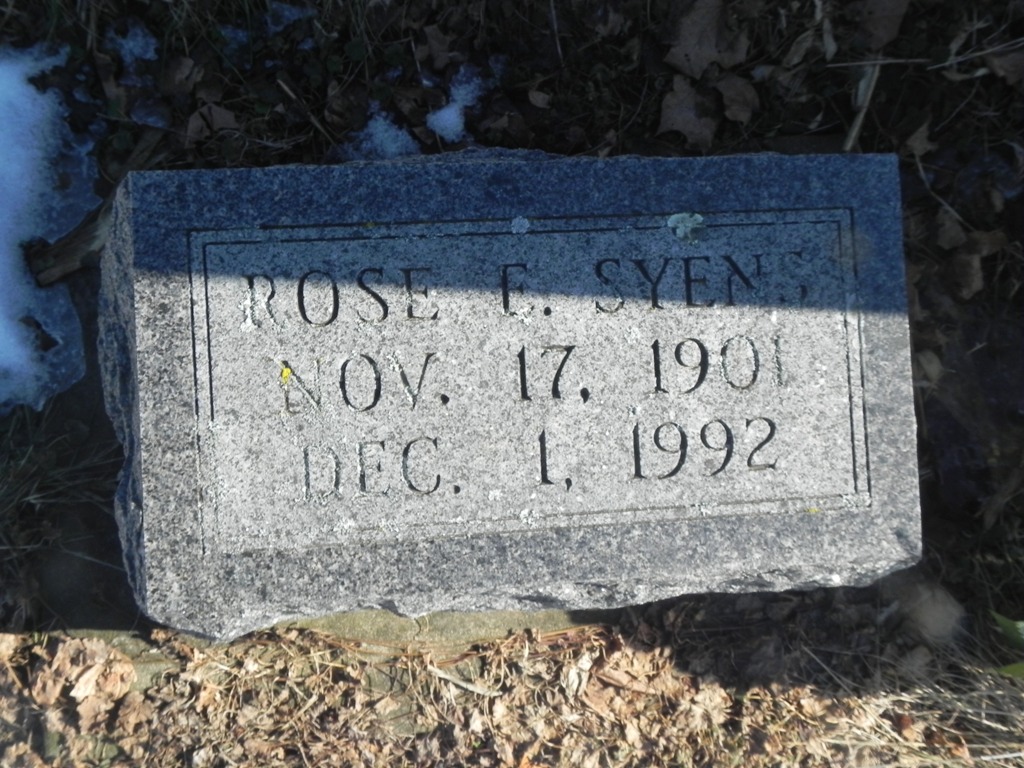 ROSE E. SYENS
NOV. 17, 1901
DEC. 1, 1992